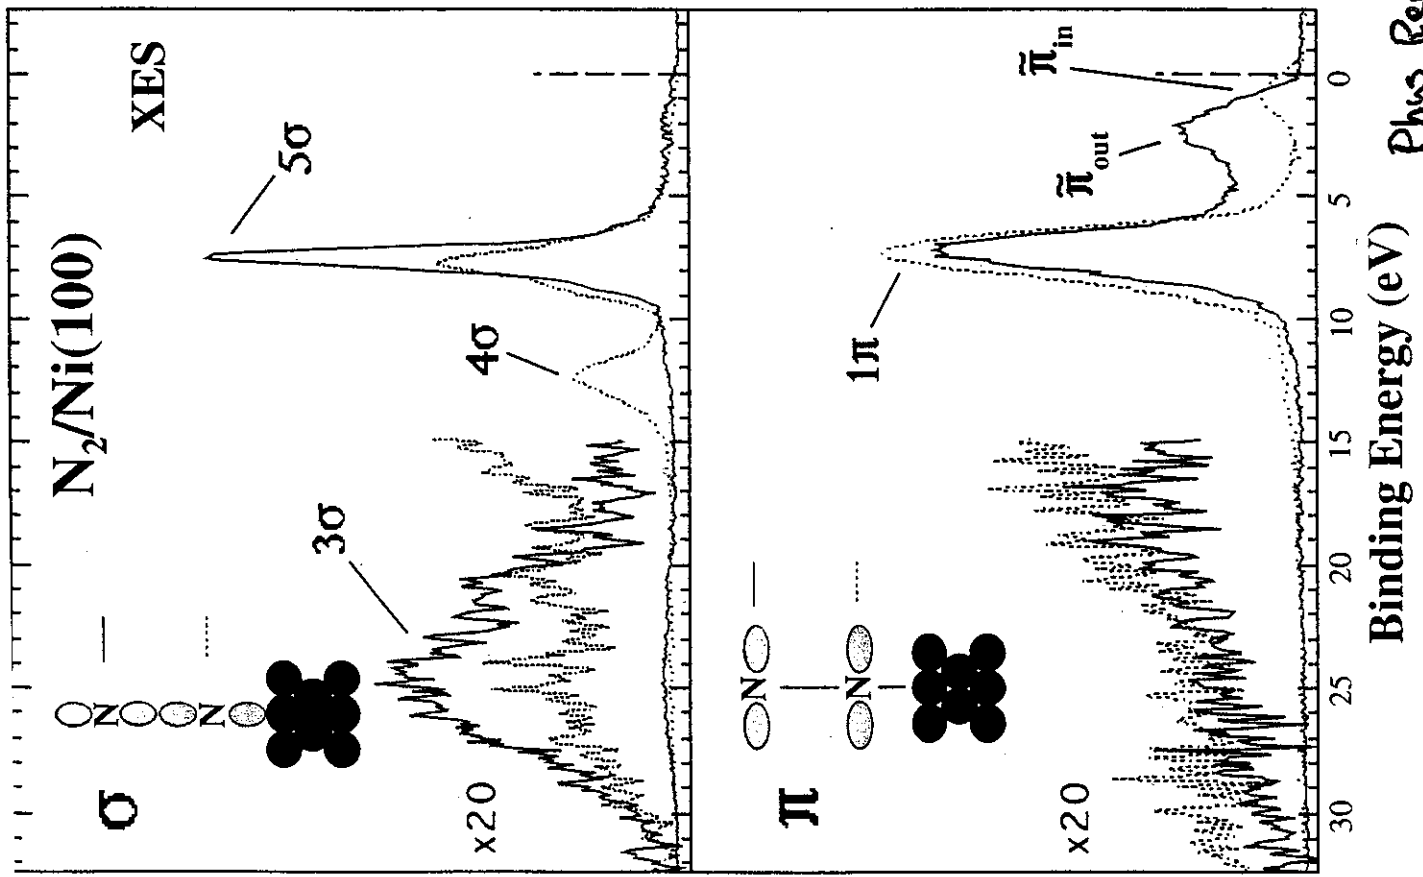 N₂/Ni(100)
σ
XES
N
N
5σ
3σ
4σ
x20
N
π
N
1π
π̃in
π̃out
x20
30 25 20 15 10 5 0
Binding Energy (eV)
Phys